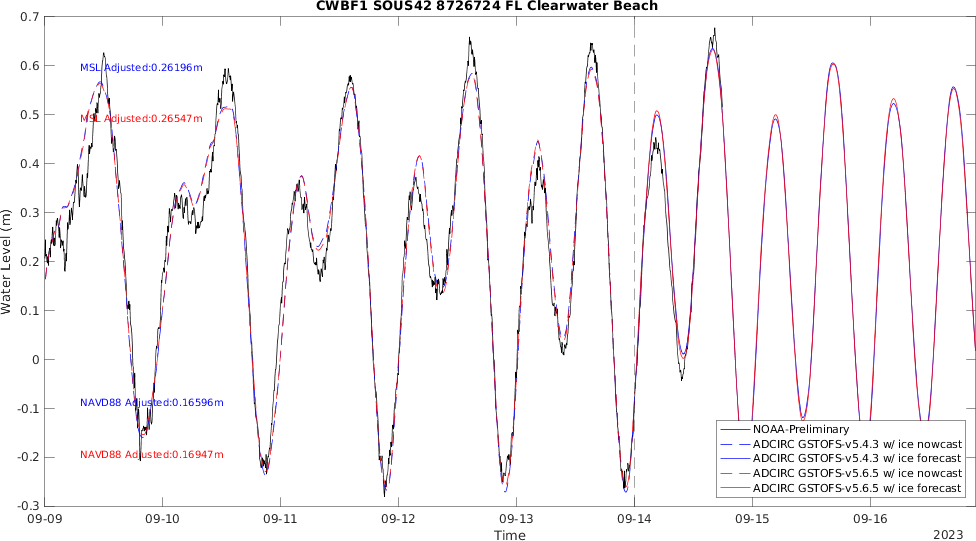 CWBF1 SOUS42 8726724 FL Clearwater Beach
0.7
0.6
0.5
0.4
0.3
0.2
0.1
0
-0.1
-0.2
-0.3
Water Level (m)
MSL Adjusted:0.26196m
MSL Adjusted:0.26547m
NAVD88 Adjusted:0.16596m
NAVD88 Adjusted:0.16947m
NOAA-Preliminary
ADCIRC GSTOFS-v5.4.3 w/ ice nowcast
ADCIRC GSTOFS-v5.4.3 w/ ice forecast
ADCIRC GSTOFS-v5.6.5 w/ ice nowcast
ADCIRC GSTOFS-v5.6.5 w/ ice forecast
09-09 09-10 09-11 09-12 09-13 09-14 09-15 09-16
Time
2023